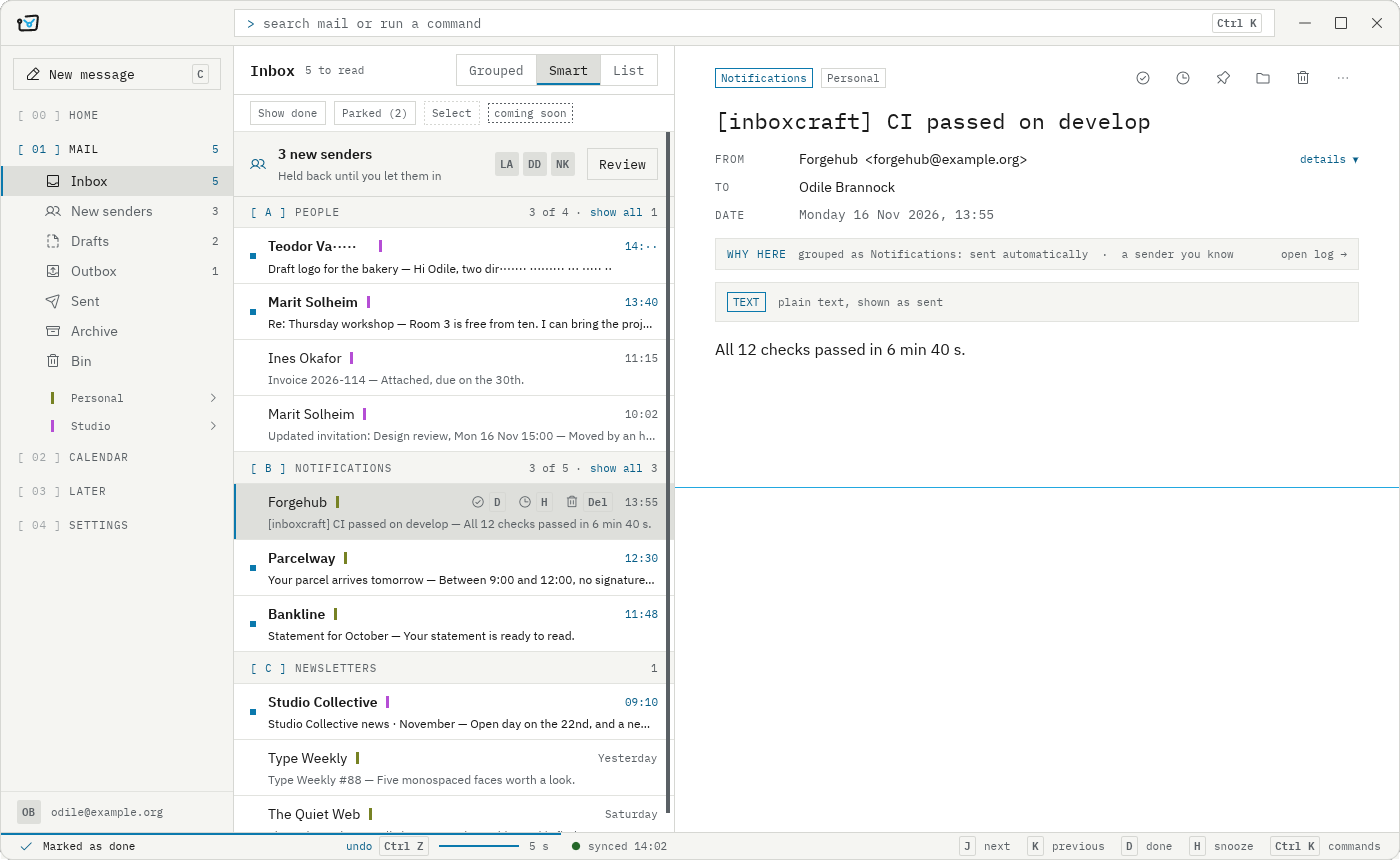 > search mail or run a command Ctrl K
New message C
[ 00 ] HOME
[ 01 ] MAIL 5
Inbox 5
New senders 3
Drafts 2
Outbox 1
Sent
Archive
Bin
Personal
Studio
[ 02 ] CALENDAR
[ 03 ] LATER
[ 04 ] SETTINGS
OB odile@example.org
Inbox 5 to read Grouped Smart List
Show done Parked (2) Select coming soon
3 new senders
Held back until you let them in
LA DD NK Review
[ A ] PEOPLE 3 of 4 · show all 1
Teodor Va····· 14:··
Draft logo for the bakery — Hi Odile, two dir······· ········· ··· ····· ··
Marit Solheim 13:40
Re: Thursday workshop — Room 3 is free from ten. I can bring the proj...
Ines Okafor 11:15
Invoice 2026-114 — Attached, due on the 30th.
Marit Solheim 10:02
Updated invitation: Design review, Mon 16 Nov 15:00 — Moved by an h...
[ B ] NOTIFICATIONS 3 of 5 · show all 3
Forgehub D H Del 13:55
[inboxcraft] CI passed on develop — All 12 checks passed in 6 min 40 s.
Parcelway 12:30
Your parcel arrives tomorrow — Between 9:00 and 12:00, no signature...
Bankline 11:48
Statement for October — Your statement is ready to read.
[ C ] NEWSLETTERS 1
Studio Collective 09:10
Studio Collective news · November — Open day on the 22nd, and a ne...
Type Weekly Yesterday
Type Weekly #88 — Five monospaced faces worth a look.
The Quiet Web Saturday
Notifications Personal
[inboxcraft] CI passed on develop
FROM Forgehub <forgehub@example.org> details ▾
TO Odile Brannock
DATE Monday 16 Nov 2026, 13:55
WHY HERE grouped as Notifications: sent automatically · a sender you know open log →
TEXT plain text, shown as sent
All 12 checks passed in 6 min 40 s.
Marked as done undo Ctrl Z 5 s synced 14:02
J next K previous D done H snooze Ctrl K commands